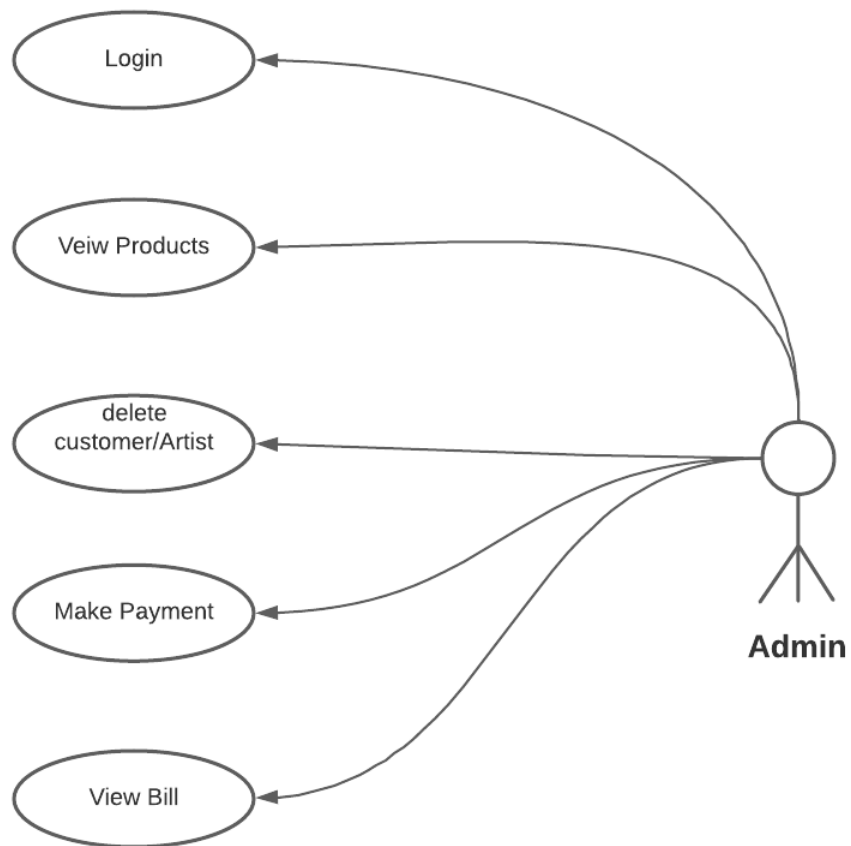 Login
Veiw Products
delete
customer/Artist
Make Payment
Admin
View Bill